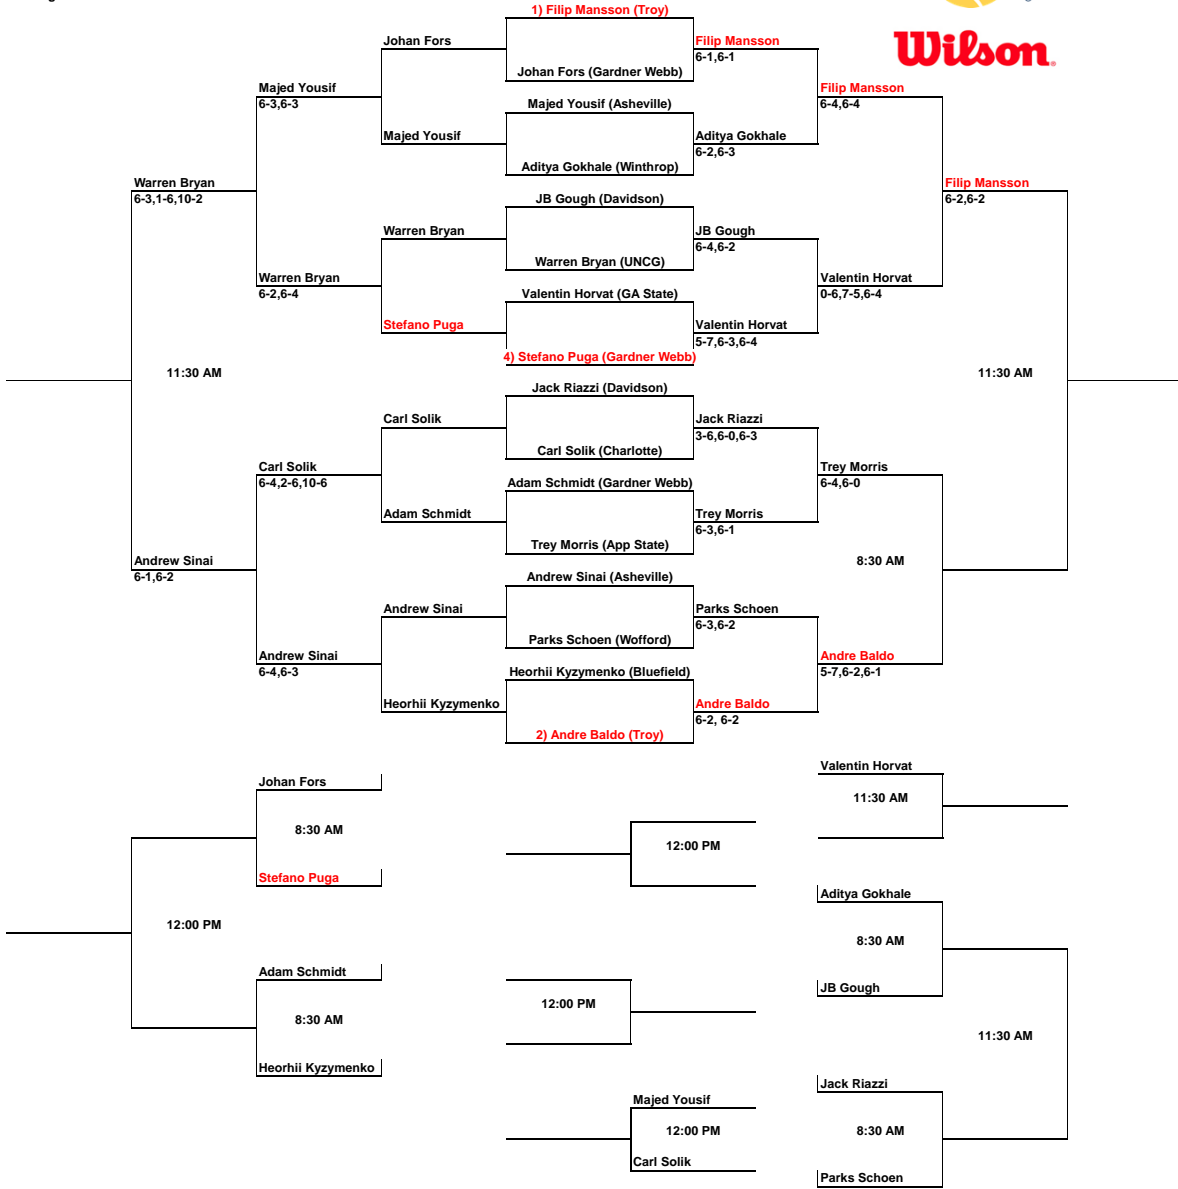 1) Filip Mansson (Troy)
Johan Fors
Filip Mansson
6-1,6-1
Wilson.
Johan Fors (Gardner Webb)
Majed Yousif
6-3,6-3
Filip Mansson
6-4,6-4
Majed Yousif (Asheville)
Majed Yousif
Aditya Gokhale
6-2,6-3
Aditya Gokhale (Winthrop)
Warren Bryan
6-3,1-6,10-2
Filip Mansson
6-2,6-2
JB Gough (Davidson)
Warren Bryan
JB Gough
6-4,6-2
Warren Bryan (UNCG)
Warren Bryan
6-2,6-4
Valentin Horvat
0-6,7-5,6-4
Valentin Horvat (GA State)
Stefano Puga
Valentin Horvat
5-7,6-3,6-4
4) Stefano Puga (Gardner Webb)
11:30 AM
11:30 AM
Jack Riazzi (Davidson)
Carl Solik
Jack Riazzi
3-6,6-0,6-3
Carl Solik (Charlotte)
Carl Solik
6-4,2-6,10-6
Trey Morris
6-4,6-0
Adam Schmidt (Gardner Webb)
Adam Schmidt
Trey Morris
6-3,6-1
Trey Morris (App State)
Andrew Sinai
6-1,6-2
8:30 AM
Andrew Sinai (Asheville)
Andrew Sinai
Parks Schoen
6-3,6-2
Parks Schoen (Wofford)
Andrew Sinai
6-4,6-3
Andre Baldo
5-7,6-2,6-1
Heorhii Kyzymenko (Bluefield)
Heorhii Kyzymenko
Andre Baldo
6-2, 6-2
2) Andre Baldo (Troy)
Valentin Horvat
Johan Fors
11:30 AM
8:30 AM
12:00 PM
Stefano Puga
Aditya Gokhale
12:00 PM
8:30 AM
Adam Schmidt
JB Gough
12:00 PM
8:30 AM
11:30 AM
Heorhii Kyzymenko
Jack Riazzi
Majed Yousif
12:00 PM
8:30 AM
Carl Solik
Parks Schoen